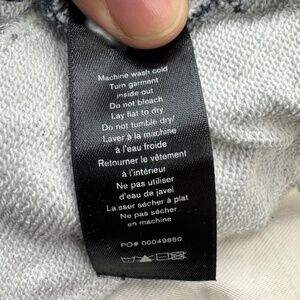 Machine wash cold
Turn garment
inside out
Do not bleach
Lay flat to dry
Do not tumble dry/
Laver à la machine
à l'eau froide
Retourner le vêtement
à l'intérieur
Ne pas utiliser
d'eau de javel
Laisser sécher à plat
Ne pas sécher
en machine
PO# 00049850